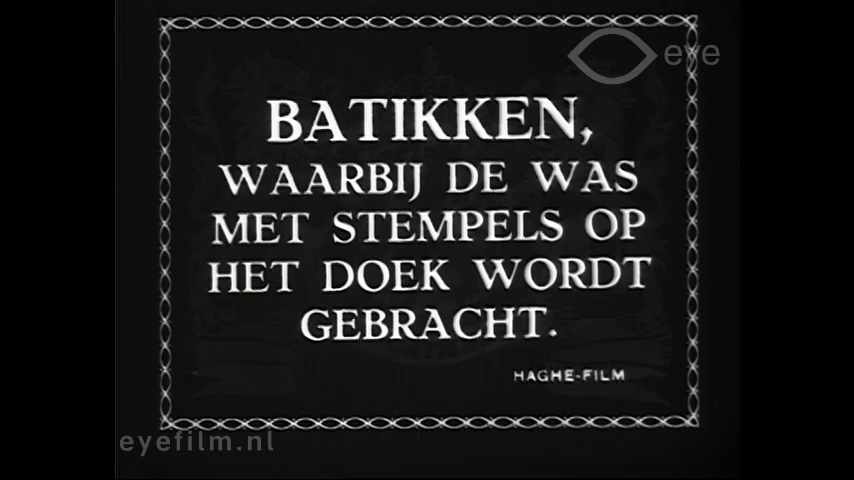 eye
BATIKKEN,
WAARBIJ DE WAS
MET STEMPELS OP
HET DOEK WORDT
GEBRACHT.
HAGHE-FILM
eyefilm.nl